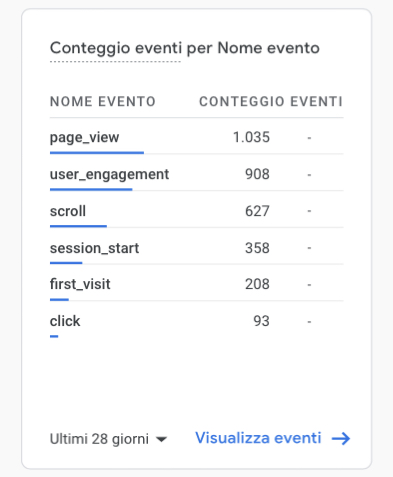 Conteggio eventi per Nome evento
NOME EVENTO CONTEGGIO EVENTI
page_view 1.035 -
user_engagement 908 -
scroll 627 -
session_start 358 -
first_visit 208 -
click 93 -
Ultimi 28 giorni Visualizza eventi